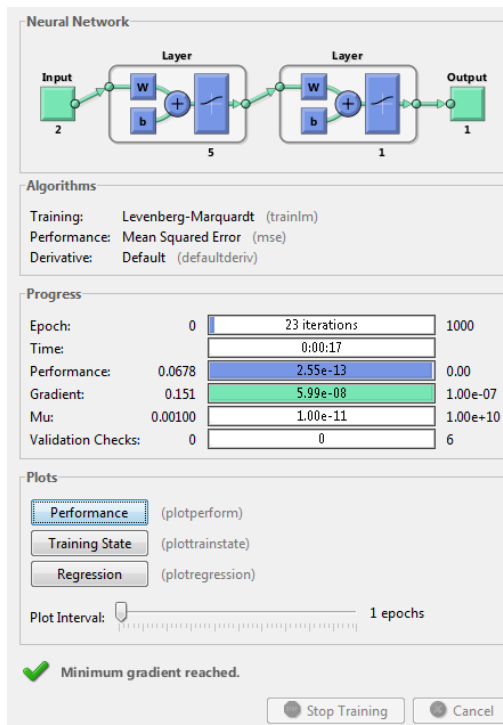 Neural Network
Layer Layer
Input Output
W W
+ +
b b
2 5 1 1
Algorithms
Training: Levenberg-Marquardt (trainlm)
Performance: Mean Squared Error (mse)
Derivative: Default (defaultderiv)
Progress
Epoch: 0 23 iterations 1000
Time: 0:00:17
Performance: 0.0678 2.55e-13 0.00
Gradient: 0.151 5.99e-08 1.00e-07
Mu: 0.00100 1.00e-11 1.00e+10
Validation Checks: 0 0 6
Plots
Performance (plotperform)
Training State (plottrainstate)
Regression (plotregression)
Plot Interval: 1 epochs
Minimum gradient reached.
Stop Training Cancel